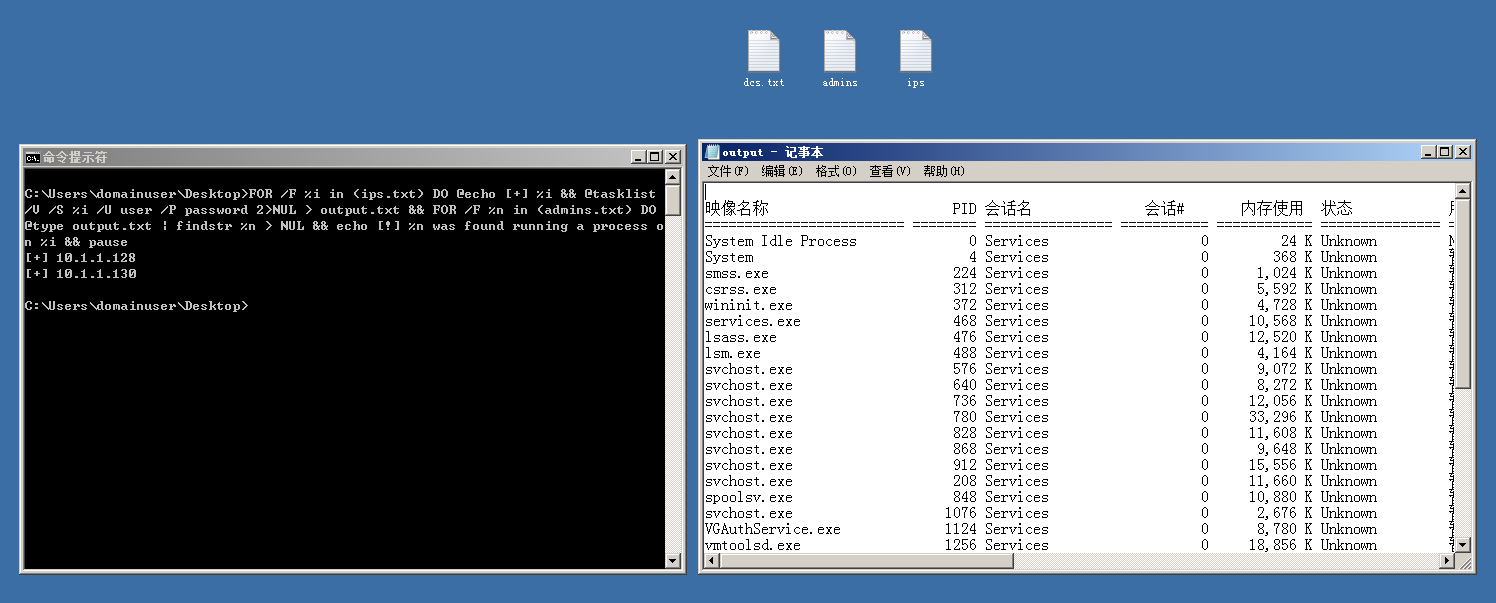 dcs.txt admins ips
命令提示符
C:\Users\domainuser\Desktop>FOR /F %i in (ips.txt) DO @echo [+] %i && @tasklist
/V /S %i /U user /P password 2>NUL > output.txt && FOR /F %n in (admins.txt) DO
@type output.txt | findstr %n > NUL && echo [!] %n was found running a process o
n %i && pause
[+] 10.1.1.128
[+] 10.1.1.130
C:\Users\domainuser\Desktop>
output - 记事本
文件(F) 编辑(E) 格式(O) 查看(V) 帮助(H)
映像名称 PID 会话名 会话# 内存使用 状态
========================= ======== ================ =========== ============ ===============
System Idle Process 0 Services 0 24 K Unknown
System 4 Services 0 368 K Unknown
smss.exe 224 Services 0 1,024 K Unknown
csrss.exe 312 Services 0 5,592 K Unknown
wininit.exe 372 Services 0 4,728 K Unknown
services.exe 468 Services 0 10,568 K Unknown
lsass.exe 476 Services 0 12,520 K Unknown
lsm.exe 488 Services 0 4,164 K Unknown
svchost.exe 576 Services 0 9,072 K Unknown
svchost.exe 640 Services 0 8,272 K Unknown
svchost.exe 736 Services 0 12,056 K Unknown
svchost.exe 780 Services 0 33,296 K Unknown
svchost.exe 828 Services 0 11,608 K Unknown
svchost.exe 868 Services 0 9,648 K Unknown
svchost.exe 912 Services 0 15,556 K Unknown
svchost.exe 208 Services 0 11,660 K Unknown
spoolsv.exe 848 Services 0 10,880 K Unknown
svchost.exe 1076 Services 0 2,676 K Unknown
VGAuthService.exe 1124 Services 0 8,780 K Unknown
vmtoolsd.exe 1256 Services 0 18,856 K Unknown